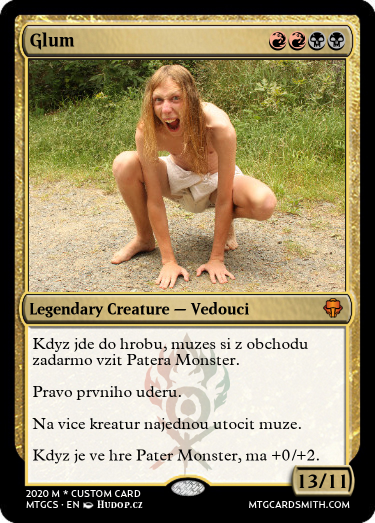 Glum
Legendary Creature — Vedouci
Kdyz jde do hrobu, muzes si z obchodu
zadarmo vzit Patera Monster.
Pravo prvniho uderu.
Na vice kreatur najednou utocit muze.
Kdyz je ve hre Pater Monster, ma +0/+2.
13/11
2020 M * CUSTOM CARD
MTGCS · EN HUDOP.CZ
MTGCARDSMITH.COM